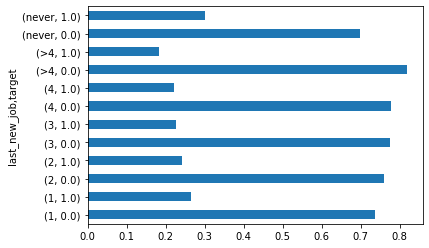 (never, 1.0)
(never, 0.0)
(>4, 1.0)
(>4, 0.0)
(4, 1.0)
(4, 0.0)
(3, 1.0)
(3, 0.0)
(2, 1.0)
(2, 0.0)
(1, 1.0)
(1, 0.0)
last_new_job,target
0.0 0.1 0.2 0.3 0.4 0.5 0.6 0.7 0.8